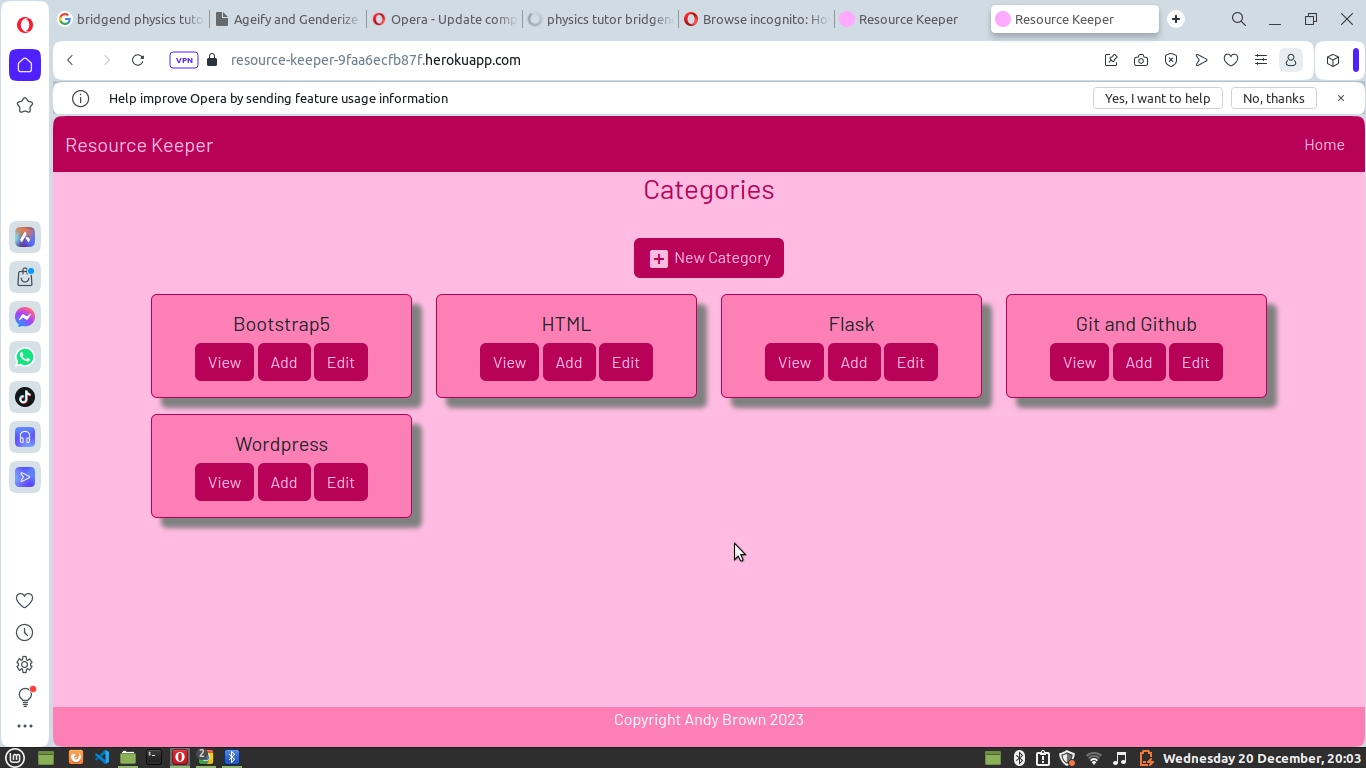 bridgend physics tuto
Ageify and Genderize
Opera - Update comp
physics tutor bridgen
Browse incognito: Ho
Resource Keeper
Resource Keeper
VPN
resource-keeper-9faa6ecfb87f.herokuapp.com
Help improve Opera by sending feature usage information
Yes, I want to help
No, thanks
Resource Keeper
Home
Categories
New Category
Bootstrap5
View Add Edit
HTML
View Add Edit
Flask
View Add Edit
Git and Github
View Add Edit
Wordpress
View Add Edit
Copyright Andy Brown 2023
2
Wednesday 20 December, 20:03